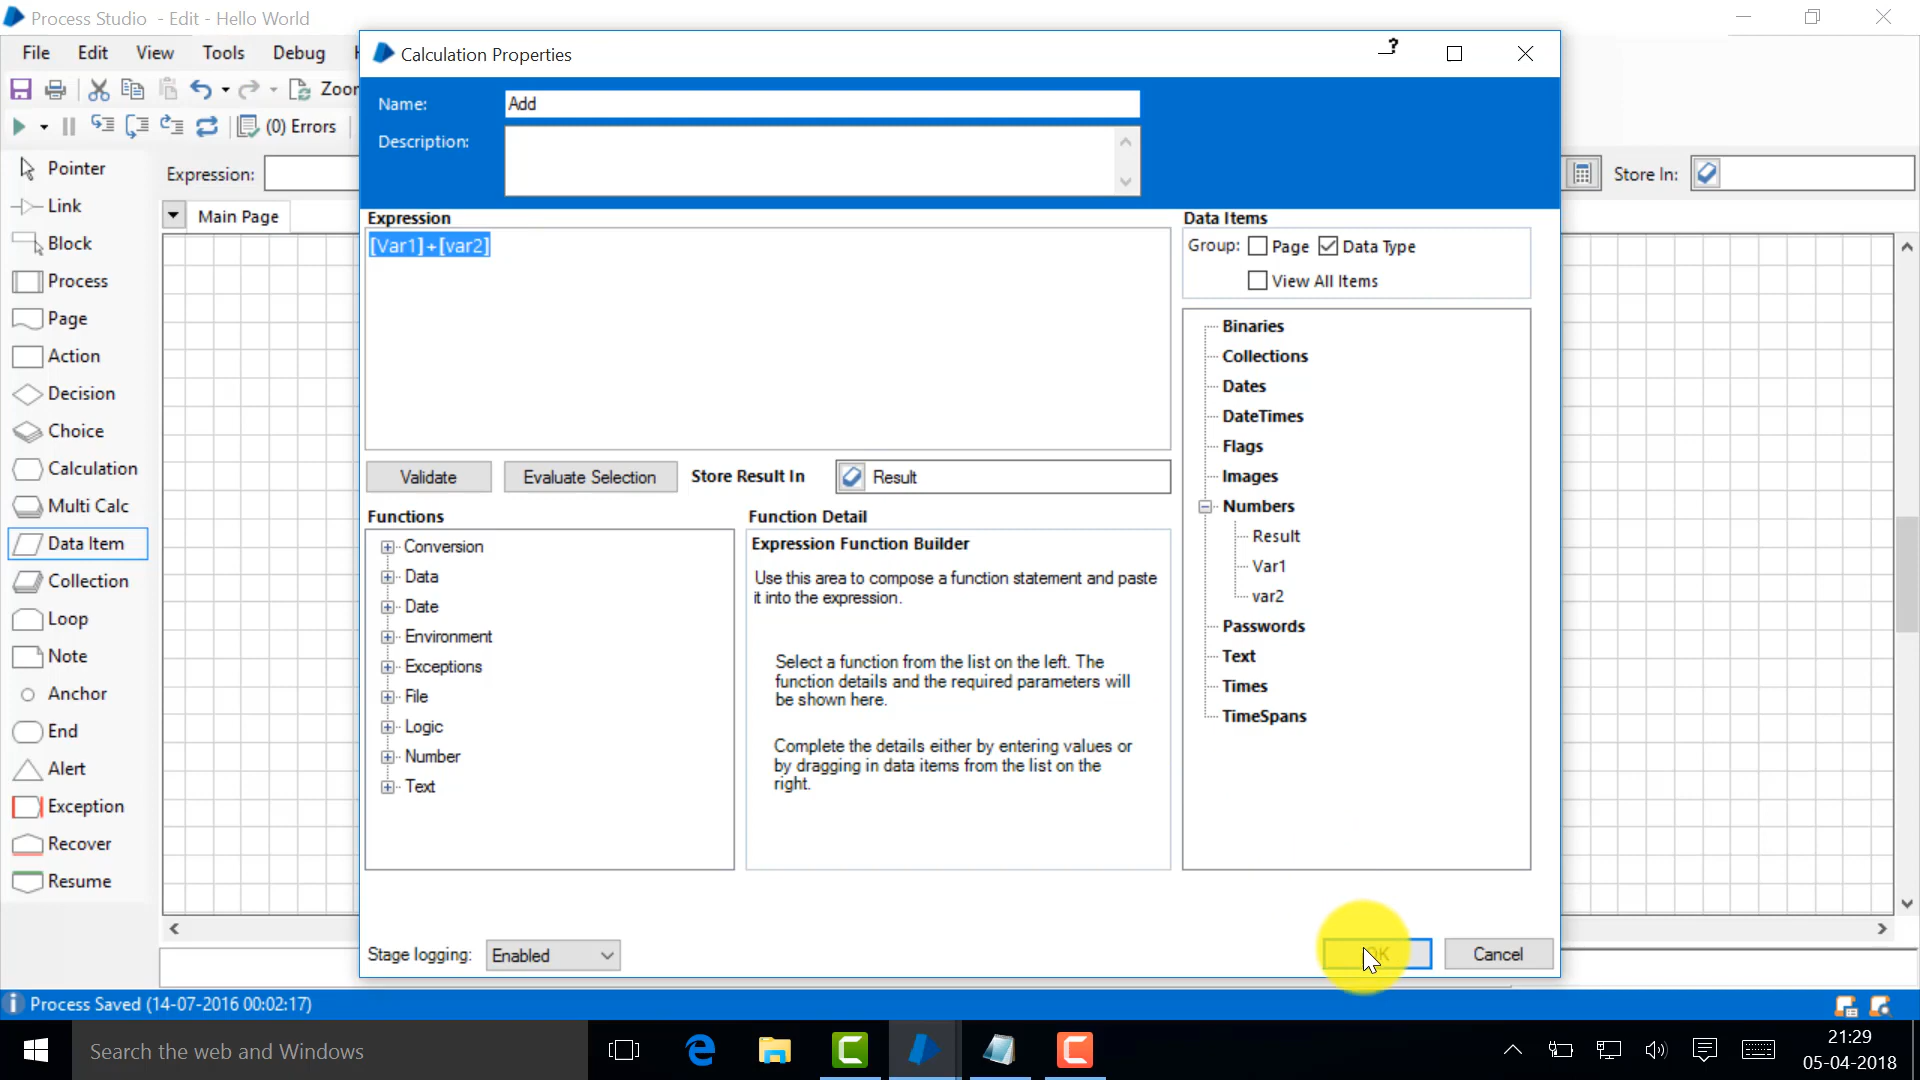 Process Studio - Edit - Hello World
File Edit View Tools Debug
Calculation Properties
?
Zoo
(0) Errors
Name: Add
Description:
Pointer
Link
Block
Process
Page
Action
Decision
Choice
Calculation
Multi Calc
Data Item
Collection
Loop
Note
Anchor
End
Alert
Exception
Recover
Resume
Expression:
Store In:
Main Page
Expression
[Var1]+[var2]
Validate
Evaluate Selection
Store Result In
Result
Functions
Conversion
Data
Date
Environment
Exceptions
File
Logic
Number
Text
Function Detail
Expression Function Builder
Use this area to compose a function statement and paste
it into the expression.
Select a function from the list on the left. The
function details and the required parameters will
be shown here.
Complete the details either by entering values or
by dragging in data items from the list on the
right.
Data Items
Group: Page Data Type
View All Items
Binaries
Collections
Dates
DateTimes
Flags
Images
Numbers
Result
Var1
var2
Passwords
Text
Times
TimeSpans
Stage logging: Enabled
OK
Cancel
Process Saved (14-07-2016 00:02:17)
Search the web and Windows
21:29
05-04-2018